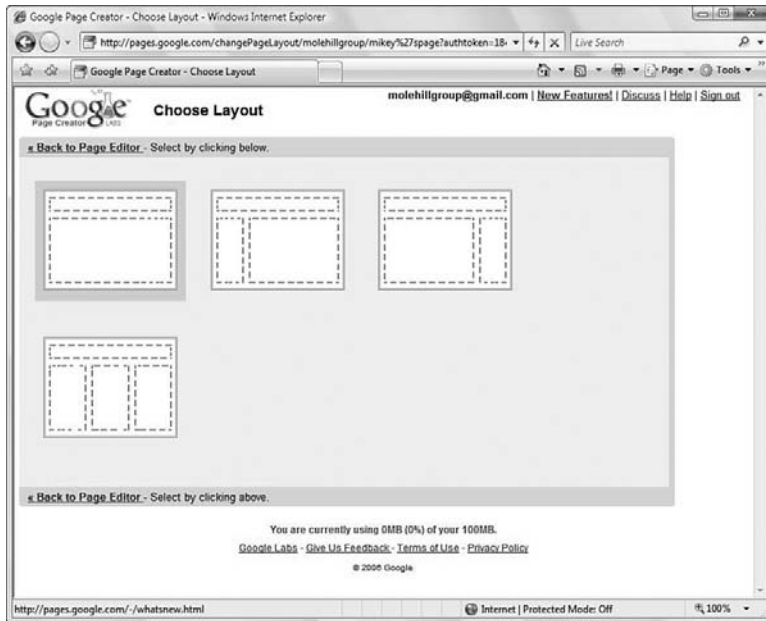 Google Page Creator - Choose Layout - Windows Internet Explorer
http://pages.google.com/changePageLayout/molehillgroup/mikey%27spage?authtoken=18
Live Search
Google Page Creator - Choose Layout
Page
Tools
Google
Page Creator LABS
Choose Layout
molehillgroup@gmail.com | New Features! | Discuss | Help | Sign out
« Back to Page Editor - Select by clicking below.
« Back to Page Editor - Select by clicking above.
You are currently using 0MB (0%) of your 100MB.
Google Labs - Give Us Feedback - Terms of Use - Privacy Policy
© 2006 Google
http://pages.google.com/-/whatsnew.html
Internet | Protected Mode: Off
100%